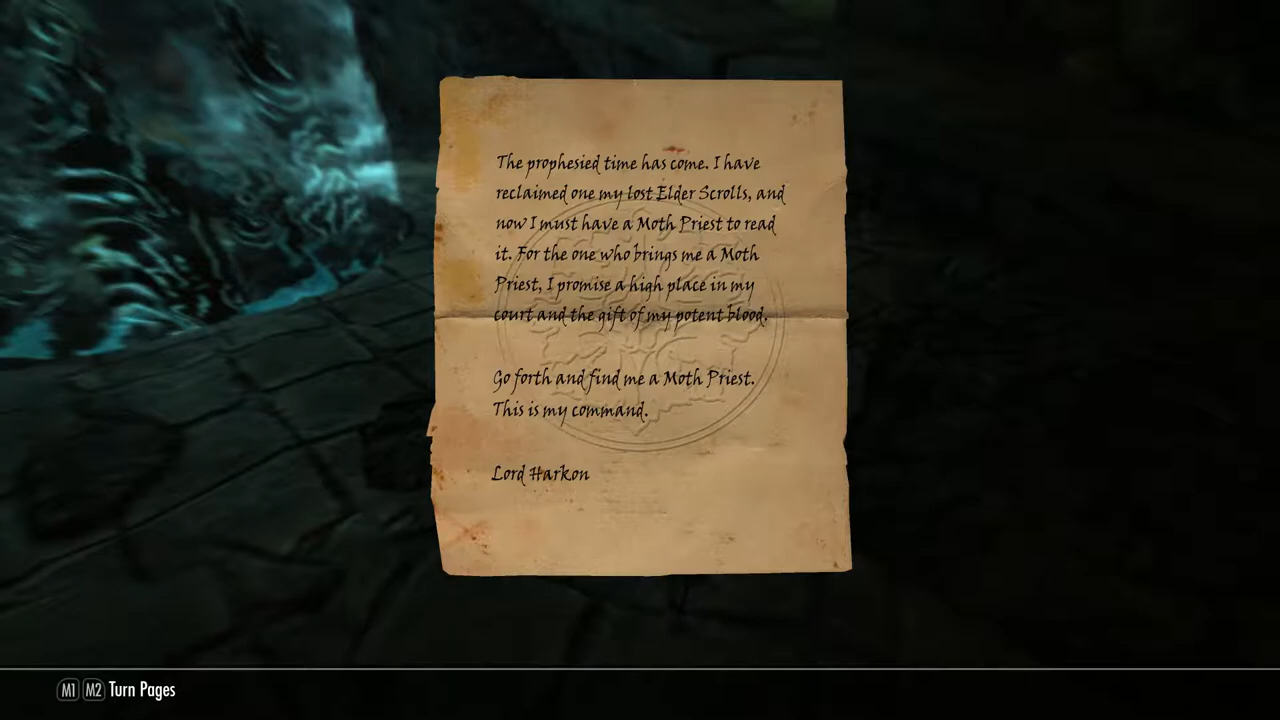 The prophesied time has come. I have
reclaimed one my lost Elder Scrolls, and
now I must have a Moth Priest to read
it. For the one who brings me a Moth
Priest, I promise a high place in my
court and the gift of my potent blood.
Go forth and find me a Moth Priest.
This is my command.
Lord Harkon
M1 M2 Turn Pages